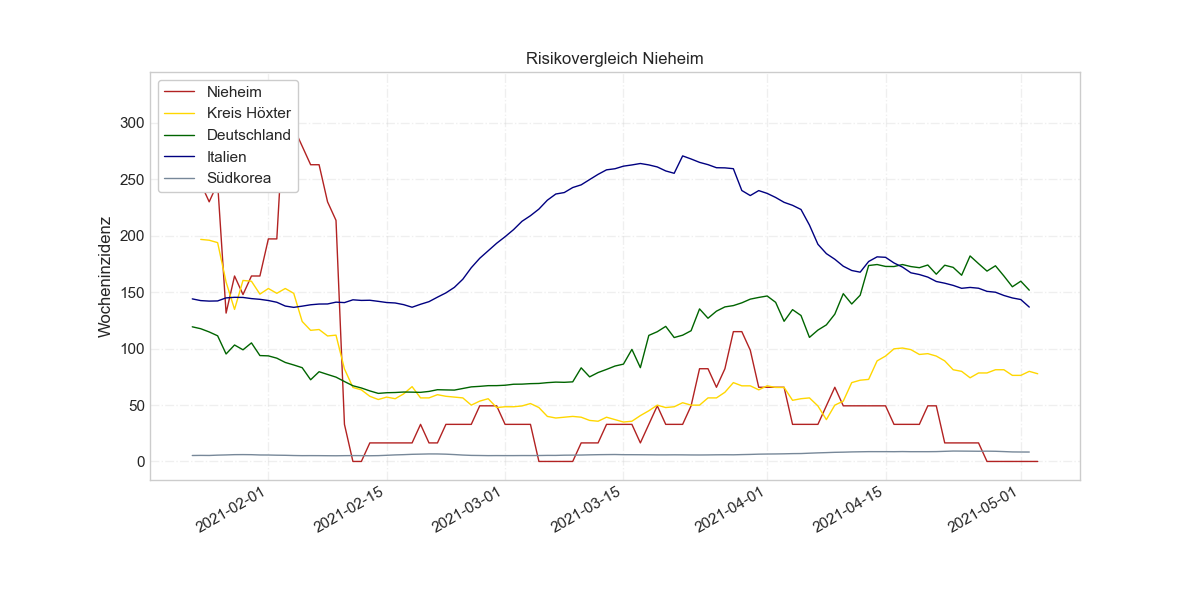 Risikovergleich Nieheim
Nieheim
Kreis Höxter
Deutschland
Italien
Südkorea
Wocheninzidenz
300
250
200
150
100
50
0
2021-02-01
2021-02-15
2021-03-01
2021-03-15
2021-04-01
2021-04-15
2021-05-01